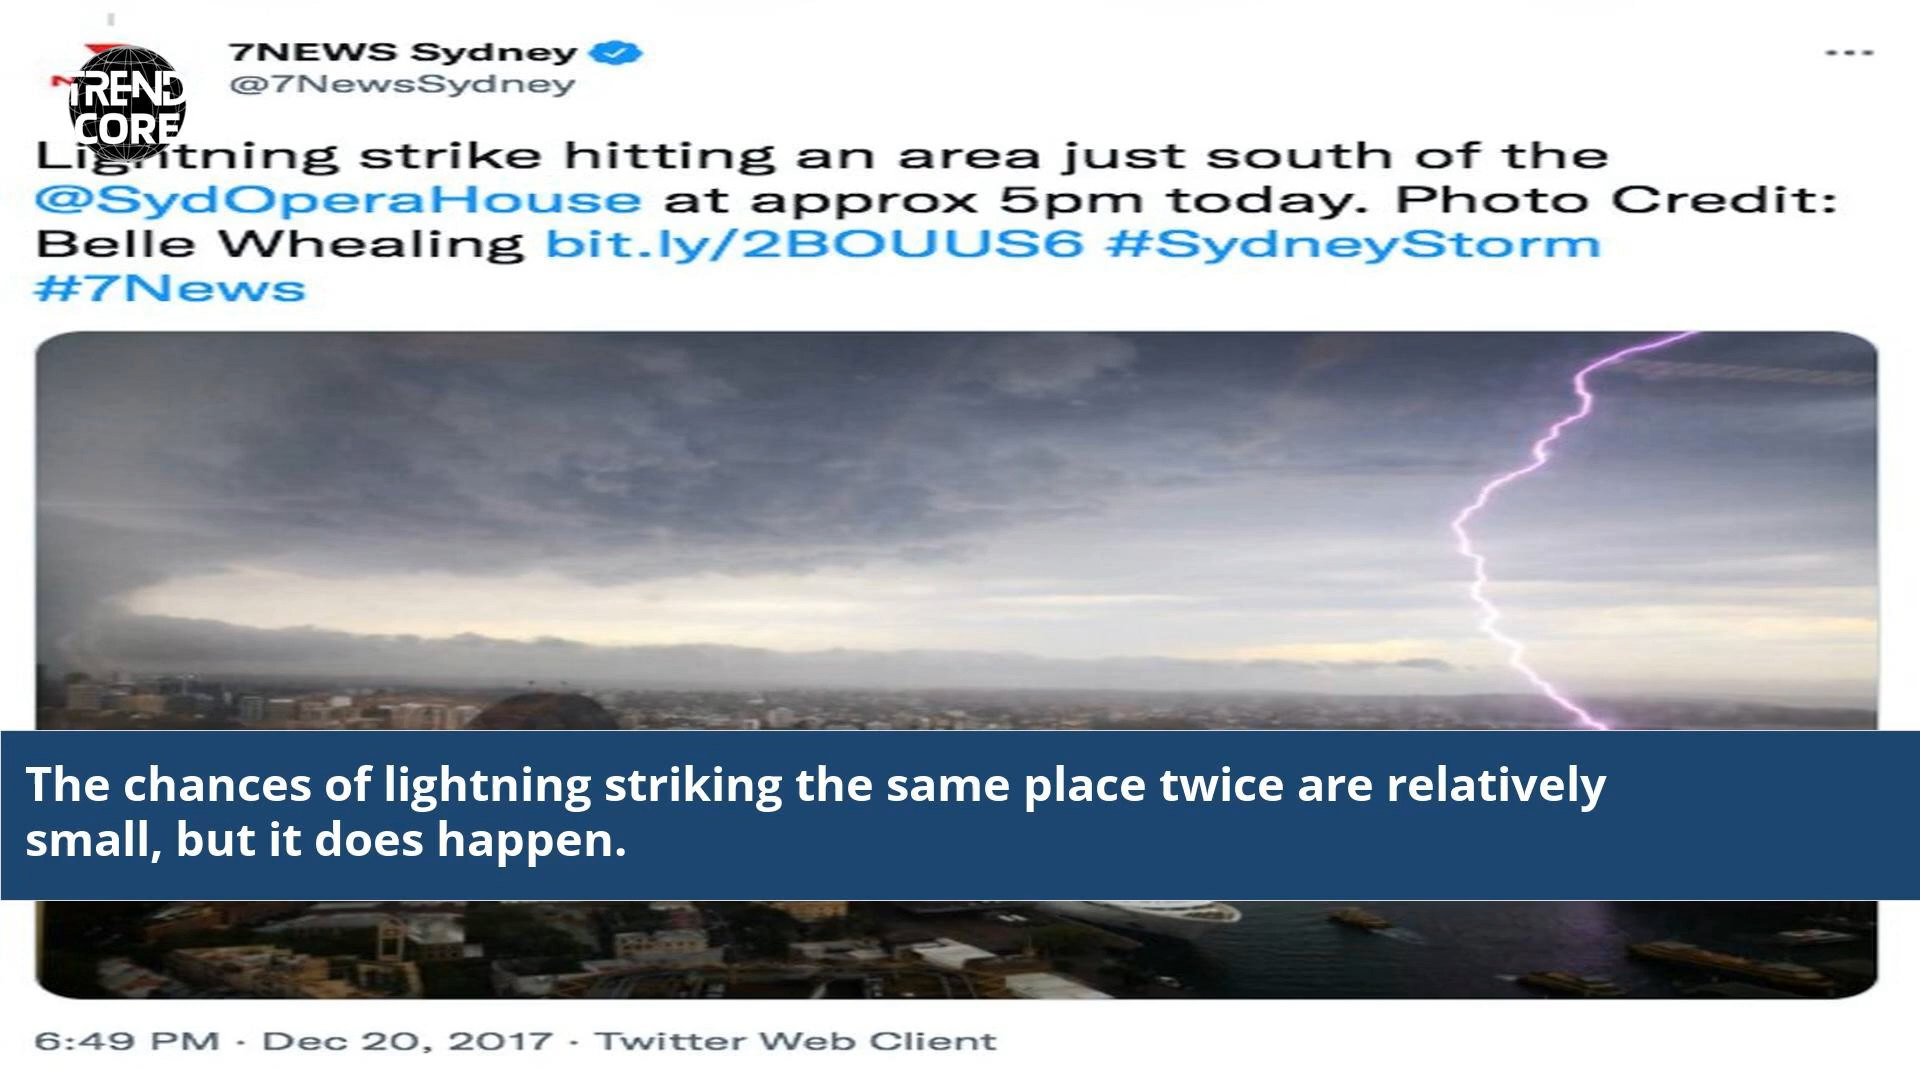 7NEWS Sydney
@7NewsSydney
TREND
CORE
Lightning strike hitting an area just south of the
@SydOperaHouse at approx 5pm today. Photo Credit:
Belle Whealing bit.ly/2BOUUS6 #SydneyStorm
#7News
The chances of lightning striking the same place twice are relatively
small, but it does happen.
6:49 PM · Dec 20, 2017 · Twitter Web Client